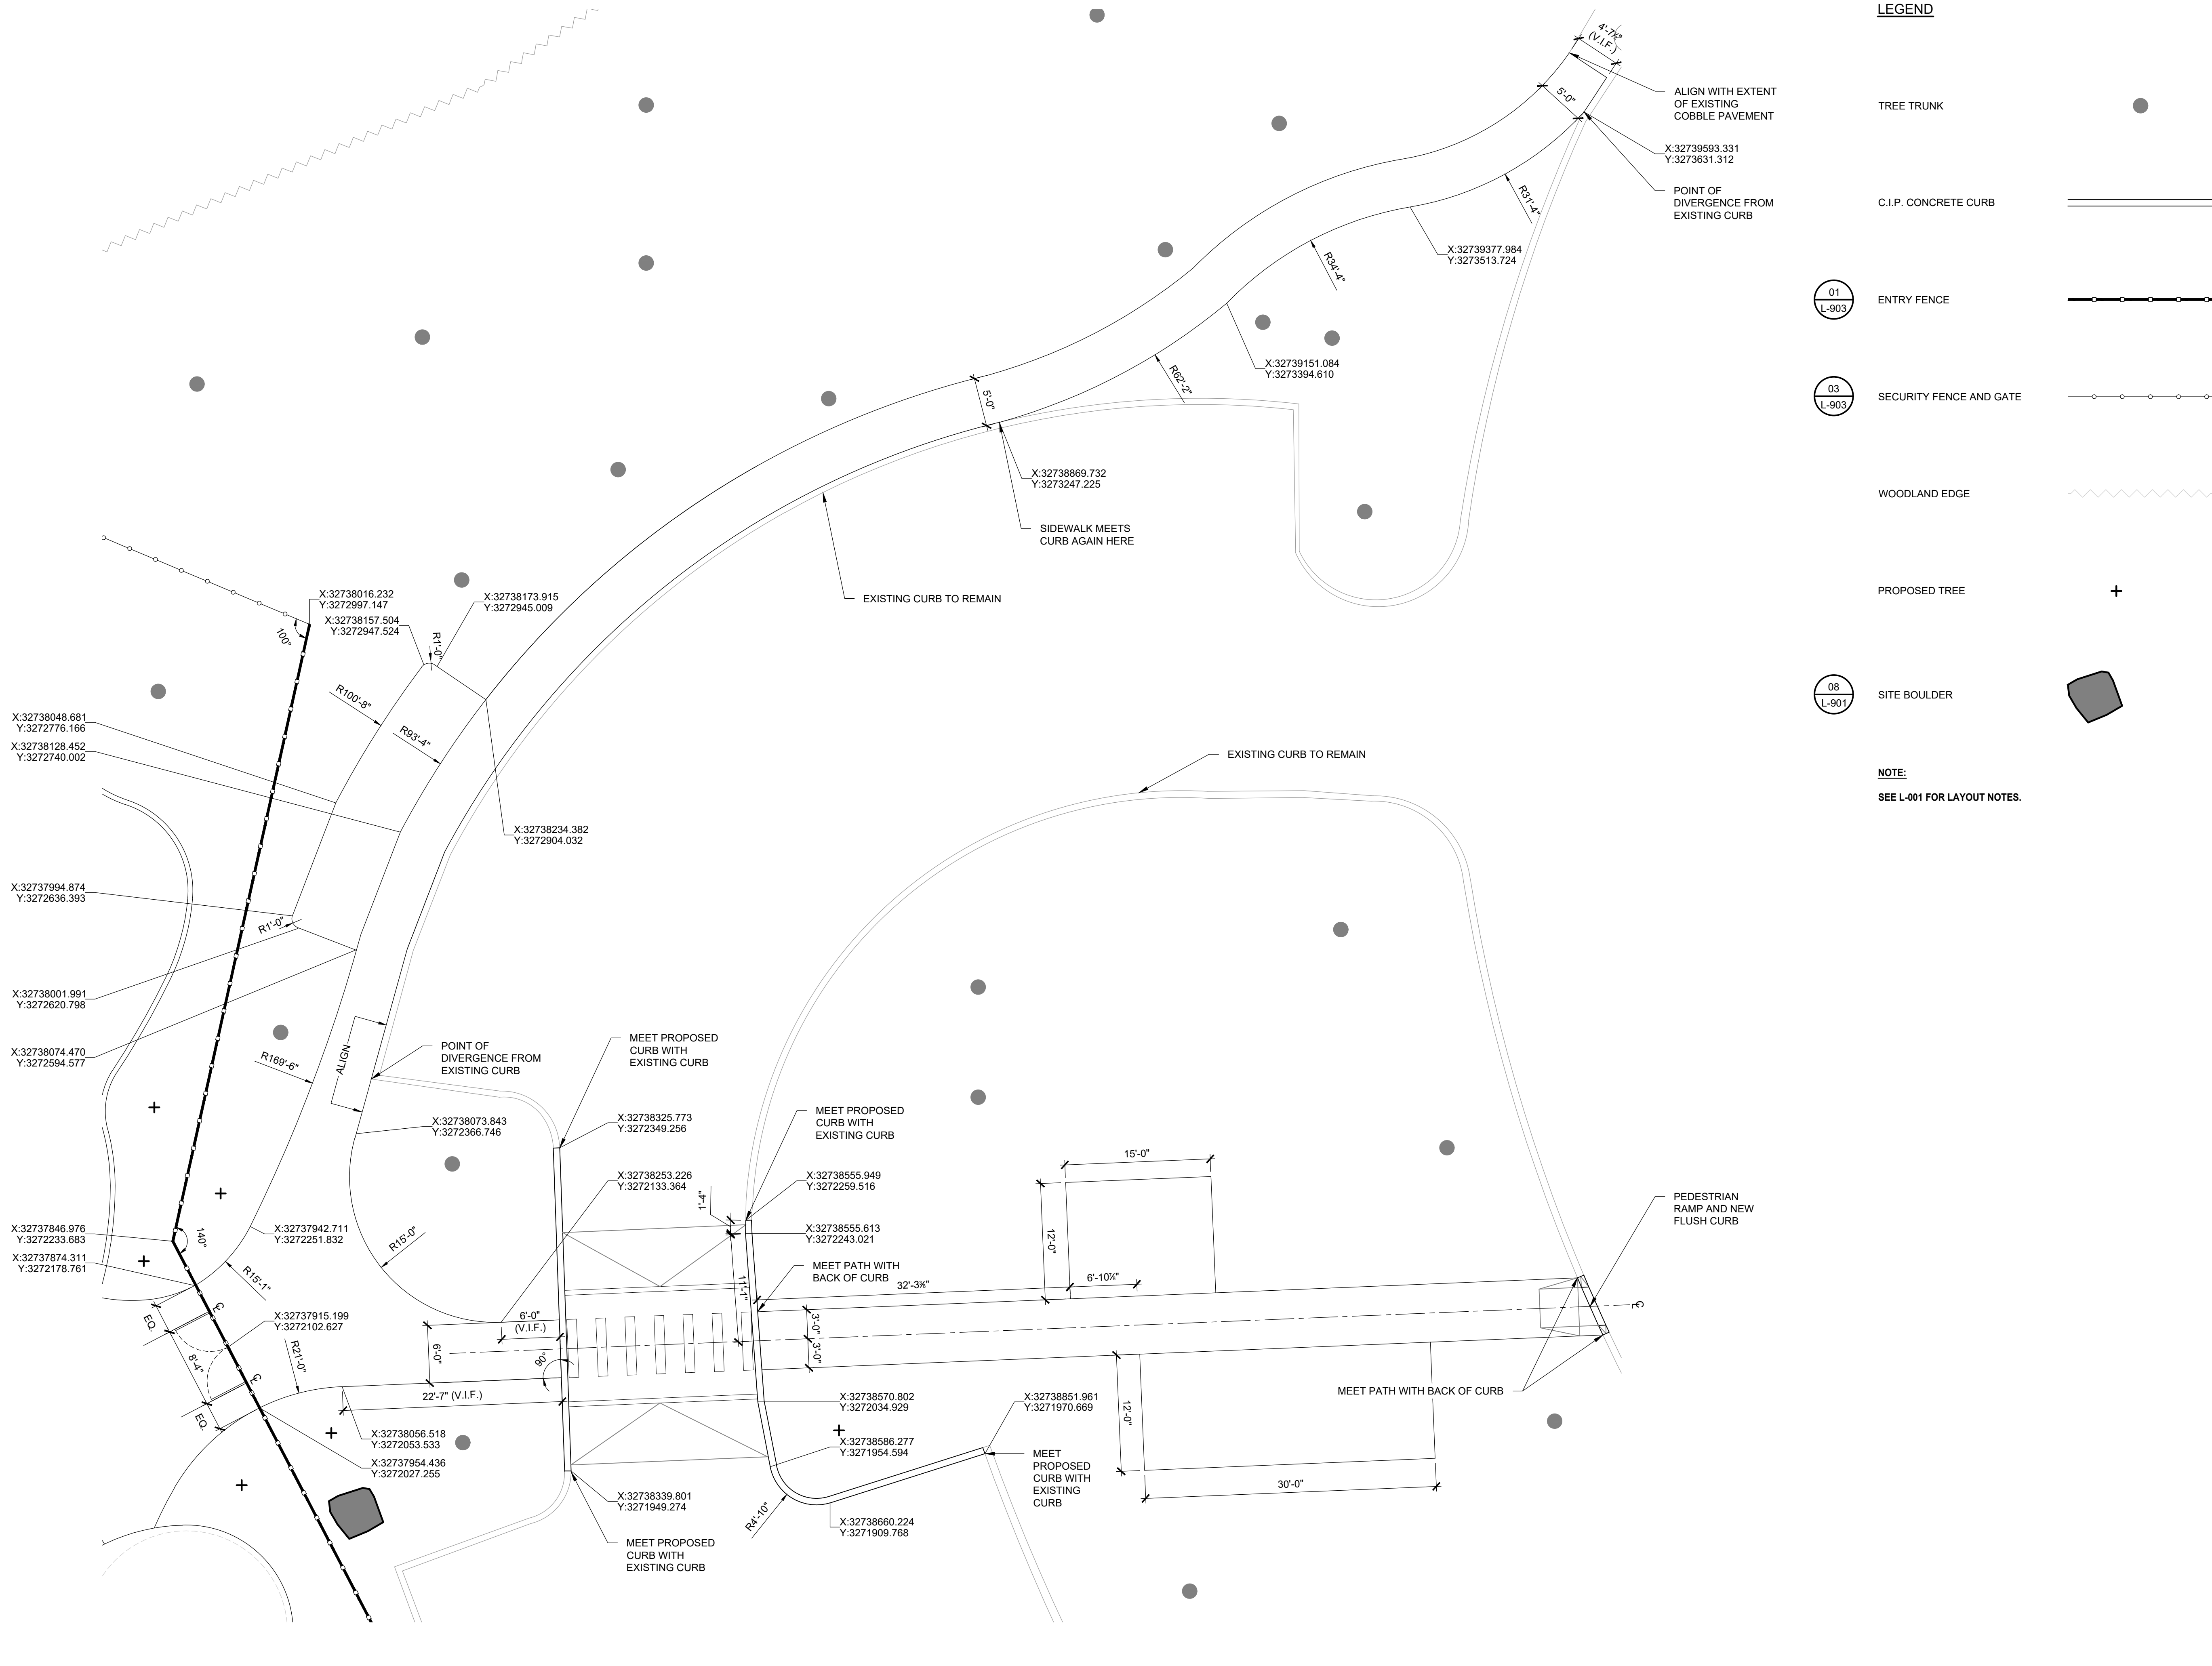 4'-7½"
(V.I.F.)
5'-0"
ALIGN WITH EXTENT
OF EXISTING
COBBLE PAVEMENT
X:32739593.331
Y:3273631.312
POINT OF
DIVERGENCE FROM
EXISTING CURB
R31'-4"
X:32739377.984
Y:3273513.724
R34'-4"
X:32739151.084
Y:3273394.610
R62'-2"
5'-0"
X:32738869.732
Y:3273247.225
SIDEWALK MEETS
CURB AGAIN HERE
EXISTING CURB TO REMAIN
X:32738016.232
Y:3272997.147
100°
X:32738157.504
Y:3272947.524
R1'-0"
X:32738173.915
Y:3272945.009
R100'-8"
R93'-4"
X:32738048.681
Y:3272776.166
X:32738128.452
Y:3272740.002
X:32738234.382
Y:3272904.032
EXISTING CURB TO REMAIN
X:32737994.874
Y:3272636.393
R1'-0"
X:32738001.991
Y:3272620.798
X:32738074.470
Y:3272594.577
R169'-6"
ALIGN
POINT OF
DIVERGENCE FROM
EXISTING CURB
MEET PROPOSED
CURB WITH
EXISTING CURB
X:32738073.843
Y:3272366.746
X:32738325.773
Y:3272349.256
MEET PROPOSED
CURB WITH
EXISTING CURB
X:32738253.226
Y:3272133.364
1'-4"
X:32738555.949
Y:3272259.516
X:32738555.613
Y:3272243.021
MEET PATH WITH
BACK OF CURB
15'-0"
12'-0"
6'-10⅞"
32'-3⅜"
11'-1"
PEDESTRIAN
RAMP AND NEW
FLUSH CURB
X:32737846.976
Y:3272233.683
X:32737874.311
Y:3272178.761
140°
X:32737942.711
Y:3272251.832
R15'-1"
R15'-0"
EQ.
℄
X:32737915.199
Y:3272102.627
8'-4"
℄
EQ.
R21'-0"
6'-0"
6'-0"
(V.I.F.)
90°
22'-7" (V.I.F.)
3'-0"
3'-0"
℄
MEET PATH WITH BACK OF CURB
X:32738056.518
Y:3272053.533
X:32737954.436
Y:3272027.255
X:32738570.802
Y:3272034.929
X:32738586.277
Y:3271954.594
X:32738851.961
Y:3271970.669
12'-0"
30'-0"
MEET
PROPOSED
CURB WITH
EXISTING
CURB
X:32738339.801
Y:3271949.274
R4'-10"
X:32738660.224
Y:3271909.768
MEET PROPOSED
CURB WITH
EXISTING CURB
LEGEND
TREE TRUNK
C.I.P. CONCRETE CURB
01
L-903
ENTRY FENCE
03
L-903
SECURITY FENCE AND GATE
WOODLAND EDGE
PROPOSED TREE
08
L-901
SITE BOULDER
NOTE:
SEE L-001 FOR LAYOUT NOTES.